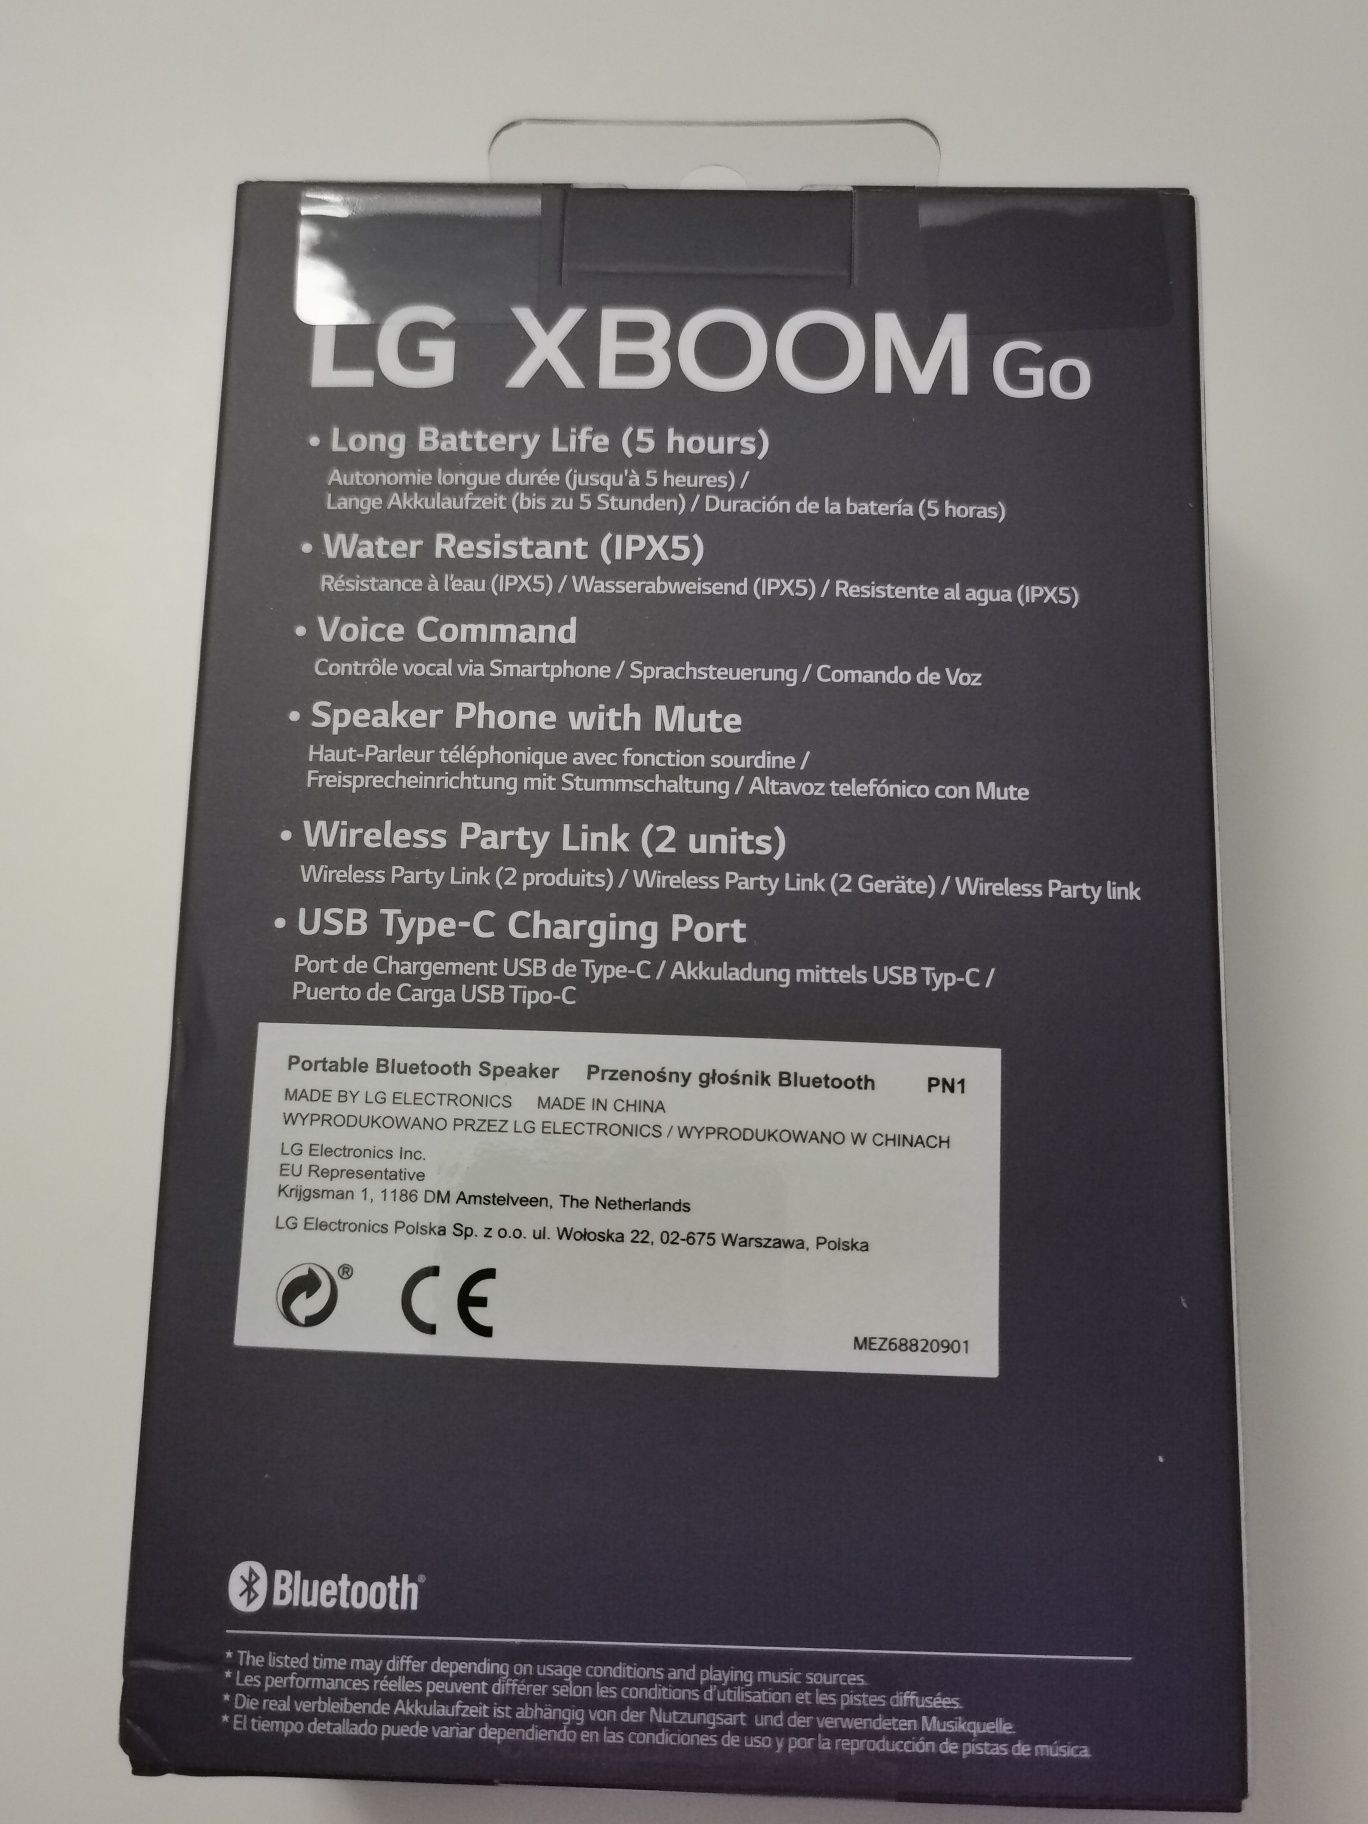 LG XBOOM Go
• Long Battery Life (5 hours)
Autonomie longue durée (jusqu'à 5 heures) /
Lange Akkulaufzeit (bis zu 5 Stunden) / Duración de la batería (5 horas)
• Water Resistant (IPX5)
Résistance à l'eau (IPX5) / Wasserabweisend (IPX5) / Resistente al agua (IPX5)
• Voice Command
Contrôle vocal via Smartphone / Sprachsteuerung / Comando de Voz
• Speaker Phone with Mute
Haut-Parleur téléphonique avec fonction sourdine /
Freisprecheinrichtung mit Stummschaltung / Altavoz telefónico con Mute
• Wireless Party Link (2 units)
Wireless Party Link (2 produits) / Wireless Party Link (2 Geräte) / Wireless Party link
• USB Type-C Charging Port
Port de Chargement USB de Type-C / Akkuladung mittels USB Typ-C /
Puerto de Carga USB Tipo-C
Portable Bluetooth Speaker Przenośny głośnik Bluetooth PN1
MADE BY LG ELECTRONICS MADE IN CHINA
WYPRODUKOWANO PRZEZ LG ELECTRONICS / WYPRODUKOWANO W CHINACH
LG Electronics Inc.
EU Representative
Krijgsman 1, 1186 DM Amstelveen, The Netherlands
LG Electronics Polska Sp. z o.o. ul. Wołoska 22, 02-675 Warszawa, Polska
® CE
MEZ68820901
Bluetooth®
* The listed time may differ depending on usage conditions and playing music sources.
* Les performances réelles peuvent différer selon les conditions d'utilisation et les pistes diffusées.
* Die real verbleibende Akkulaufzeit ist abhängig von der Nutzungsart und der verwendeten Musikquelle.
* El tiempo detallado puede variar dependiendo en las condiciones de uso y por la reproducción de pistas de música.